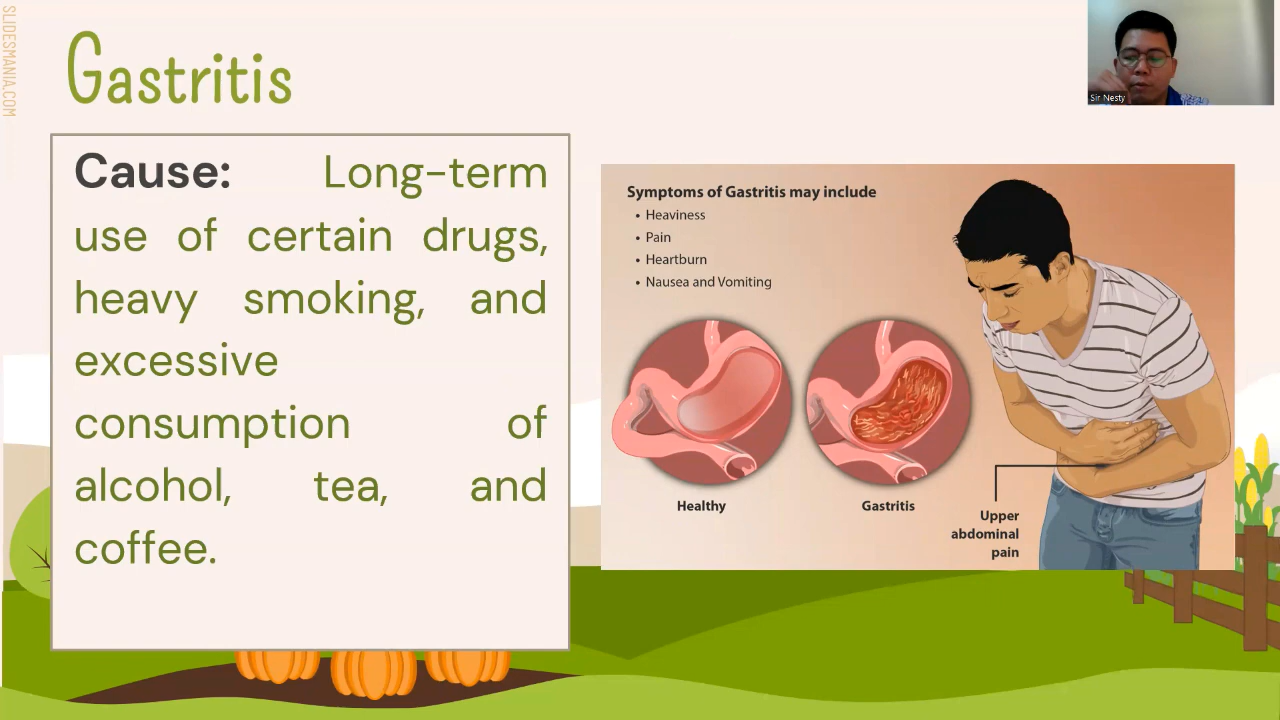 SLIDESMANIA.COM
Gastritis
Sir Nesty
Cause: Long-term
use of certain drugs,
heavy smoking, and
excessive
consumption of
alcohol, tea, and
coffee.
Symptoms of Gastritis may include
• Heaviness
• Pain
• Heartburn
• Nausea and Vomiting
Healthy
Gastritis
Upper
abdominal
pain